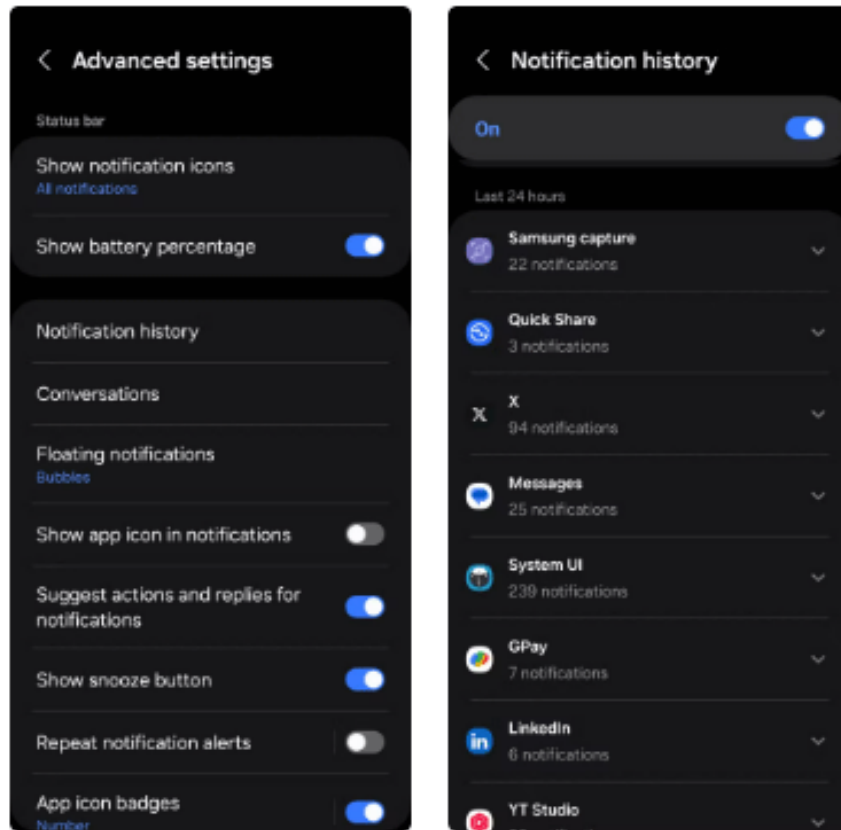 Advanced settings
Status bar
Show notification icons
All notifications
Show battery percentage
Notification history
Conversations
Floating notifications
Bubbles
Show app icon in notifications
Suggest actions and replies for
notifications
Show snooze button
Repeat notification alerts
App icon badges
Number
Notification history
On
Last 24 hours
Samsung capture
22 notifications
Quick Share
3 notifications
X
94 notifications
Messages
25 notifications
System UI
239 notifications
GPay
7 notifications
LinkedIn
6 notifications
YT Studio